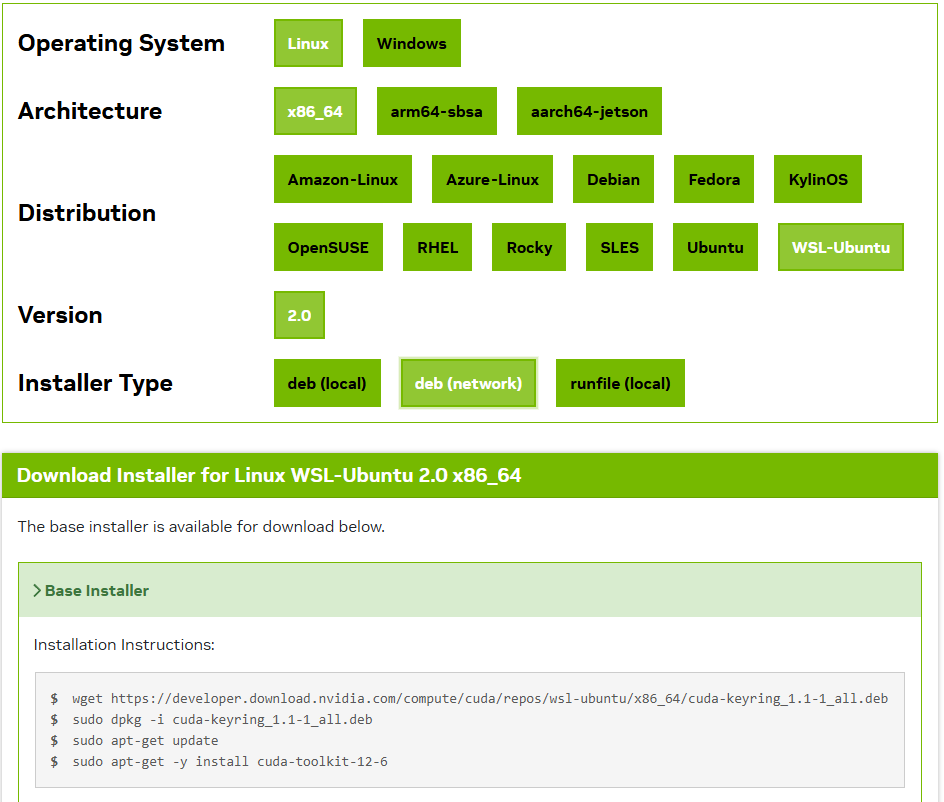 Operating System Linux Windows
Architecture x86_64 arm64-sbsa aarch64-jetson
Distribution Amazon-Linux Azure-Linux Debian Fedora KylinOS
OpenSUSE RHEL Rocky SLES Ubuntu WSL-Ubuntu
Version 2.0
Installer Type deb (local) deb (network) runfile (local)
Download Installer for Linux WSL-Ubuntu 2.0 x86_64
The base installer is available for download below.
Base Installer
Installation Instructions:
$ wget https://developer.download.nvidia.com/compute/cuda/repos/wsl-ubuntu/x86_64/cuda-keyring_1.1-1_all.deb
$ sudo dpkg -i cuda-keyring_1.1-1_all.deb
$ sudo apt-get update
$ sudo apt-get -y install cuda-toolkit-12-6